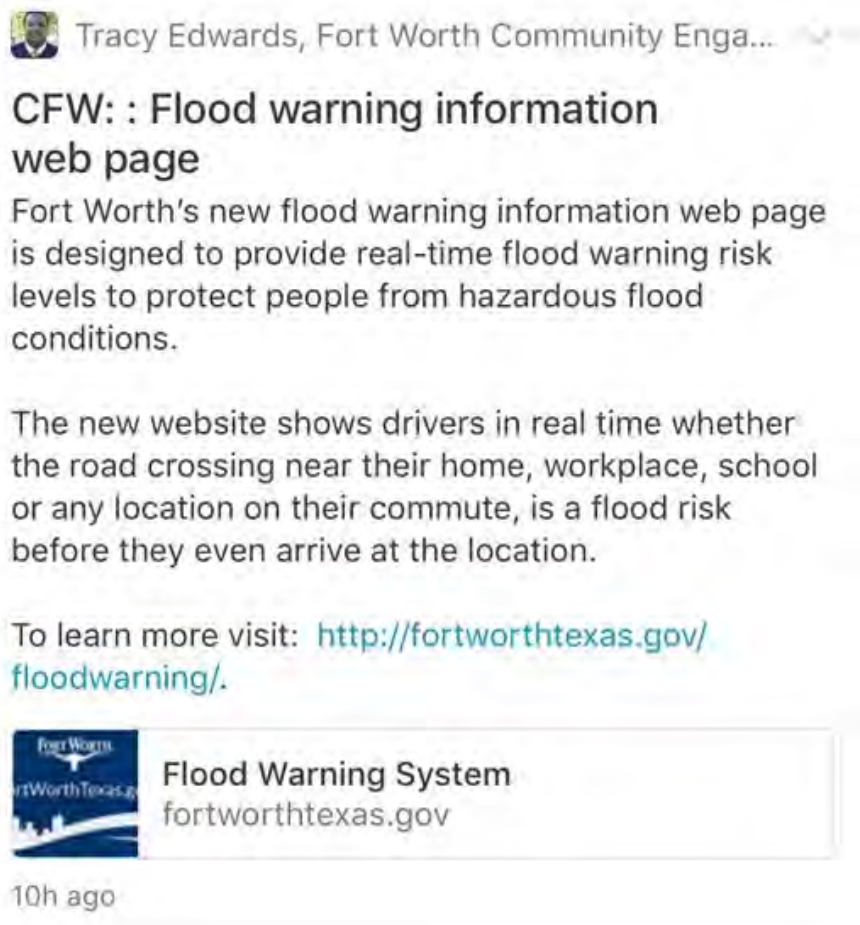 Tracy Edwards, Fort Worth Community Enga...
CFW: : Flood warning information
web page
Fort Worth's new flood warning information web page
is designed to provide real-time flood warning risk
levels to protect people from hazardous flood
conditions.
The new website shows drivers in real time whether
the road crossing near their home, workplace, school
or any location on their commute, is a flood risk
before they even arrive at the location.
To learn more visit: http://fortworthtexas.gov/
floodwarning/.
FORT WORTH
rtWorthTexas.g
Flood Warning System
fortworthtexas.gov
10h ago